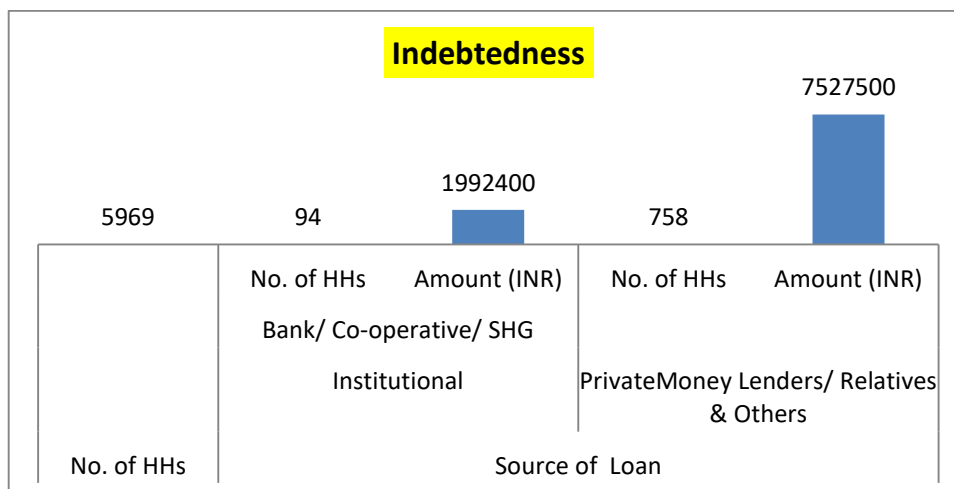 Indebtedness
7527500
1992400
5969 94 758
No. of HHs Amount (INR) No. of HHs Amount (INR)
Bank/ Co-operative/ SHG
Institutional PrivateMoney Lenders/ Relatives
& Others
No. of HHs Source of Loan